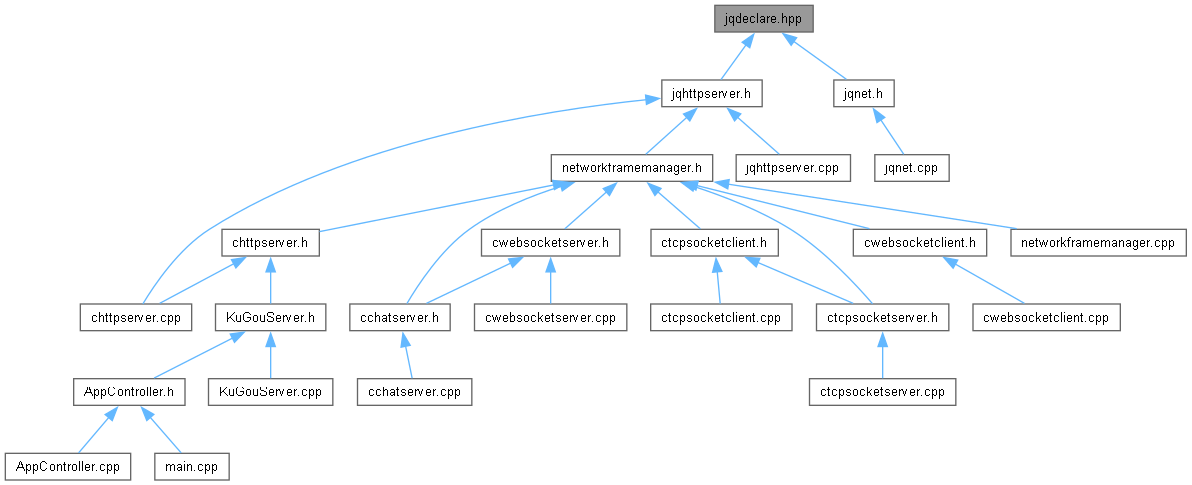 jqdeclare.hpp
jqhttpserver.h
jqnet.h
networkframemanager.h
jqhttpserver.cpp
jqnet.cpp
chttpserver.h
cwebsocketserver.h
ctcpsocketclient.h
cwebsocketclient.h
networkframemanager.cpp
chttpserver.cpp
KuGouServer.h
cchatserver.h
cwebsocketserver.cpp
ctcpsocketclient.cpp
ctcpsocketserver.h
cwebsocketclient.cpp
AppController.h
KuGouServer.cpp
cchatserver.cpp
ctcpsocketserver.cpp
AppController.cpp
main.cpp